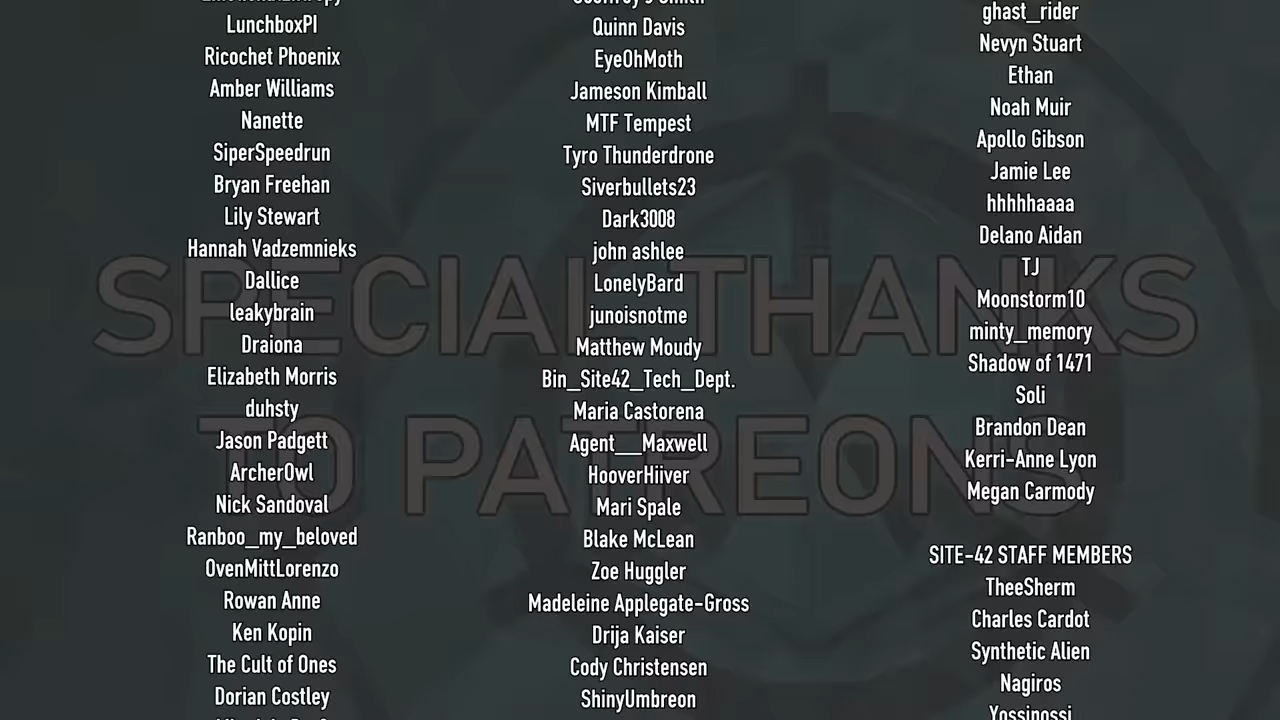 LunchboxPI
Ricochet Phoenix
Amber Williams
Nanette
SiperSpeedrun
Bryan Freehan
Lily Stewart
Hannah Vadzemnieks
Dallice
leakybrain
Draiona
Elizabeth Morris
duhsty
Jason Padgett
ArcherOwl
Nick Sandoval
Ranboo_my_beloved
OvenMittLorenzo
Rowan Anne
Ken Kopin
The Cult of Ones
Dorian Costley
Quinn Davis
EyeOhMoth
Jameson Kimball
MTF Tempest
Tyro Thunderdrone
Siverbullets23
Dark3008
john ashlee
LonelyBard
junoisnotme
Matthew Moudy
Bin_Site42_Tech_Dept.
Maria Castorena
Agent__Maxwell
HooverHiiver
Mari Spale
Blake McLean
Zoe Huggler
Madeleine Applegate-Gross
Drija Kaiser
Cody Christensen
ShinyUmbreon
ghast_rider
Nevyn Stuart
Ethan
Noah Muir
Apollo Gibson
Jamie Lee
hhhhhaaaa
Delano Aidan
TJ
Moonstorm10
minty_memory
Shadow of 1471
Soli
Brandon Dean
Kerri-Anne Lyon
Megan Carmody
SITE-42 STAFF MEMBERS
TheeSherm
Charles Cardot
Synthetic Alien
Nagiros
Yossinossi
SPECIAL THANKS
TO PATREONS